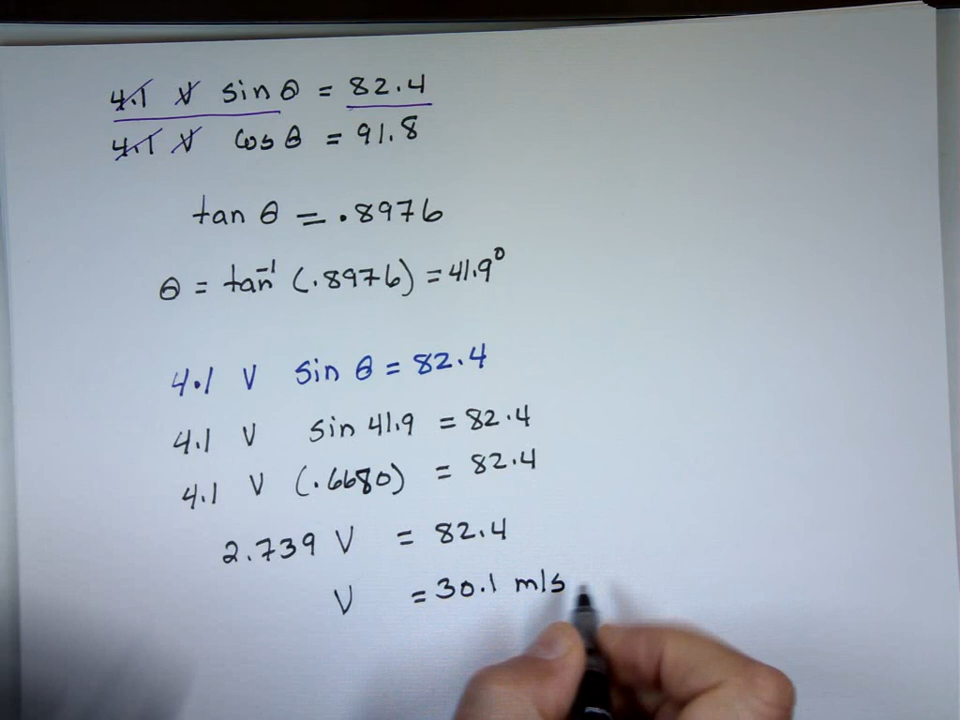 4.1 V sin θ = 82.4
4.1 V cos θ = 91.8
tan θ = .8976
θ = tan⁻¹ (.8976) = 41.9⁰
4.1 V sin θ = 82.4
4.1 V sin 41.9 = 82.4
4.1 V (.6680) = 82.4
2.739 V = 82.4
V = 30.1 m/s